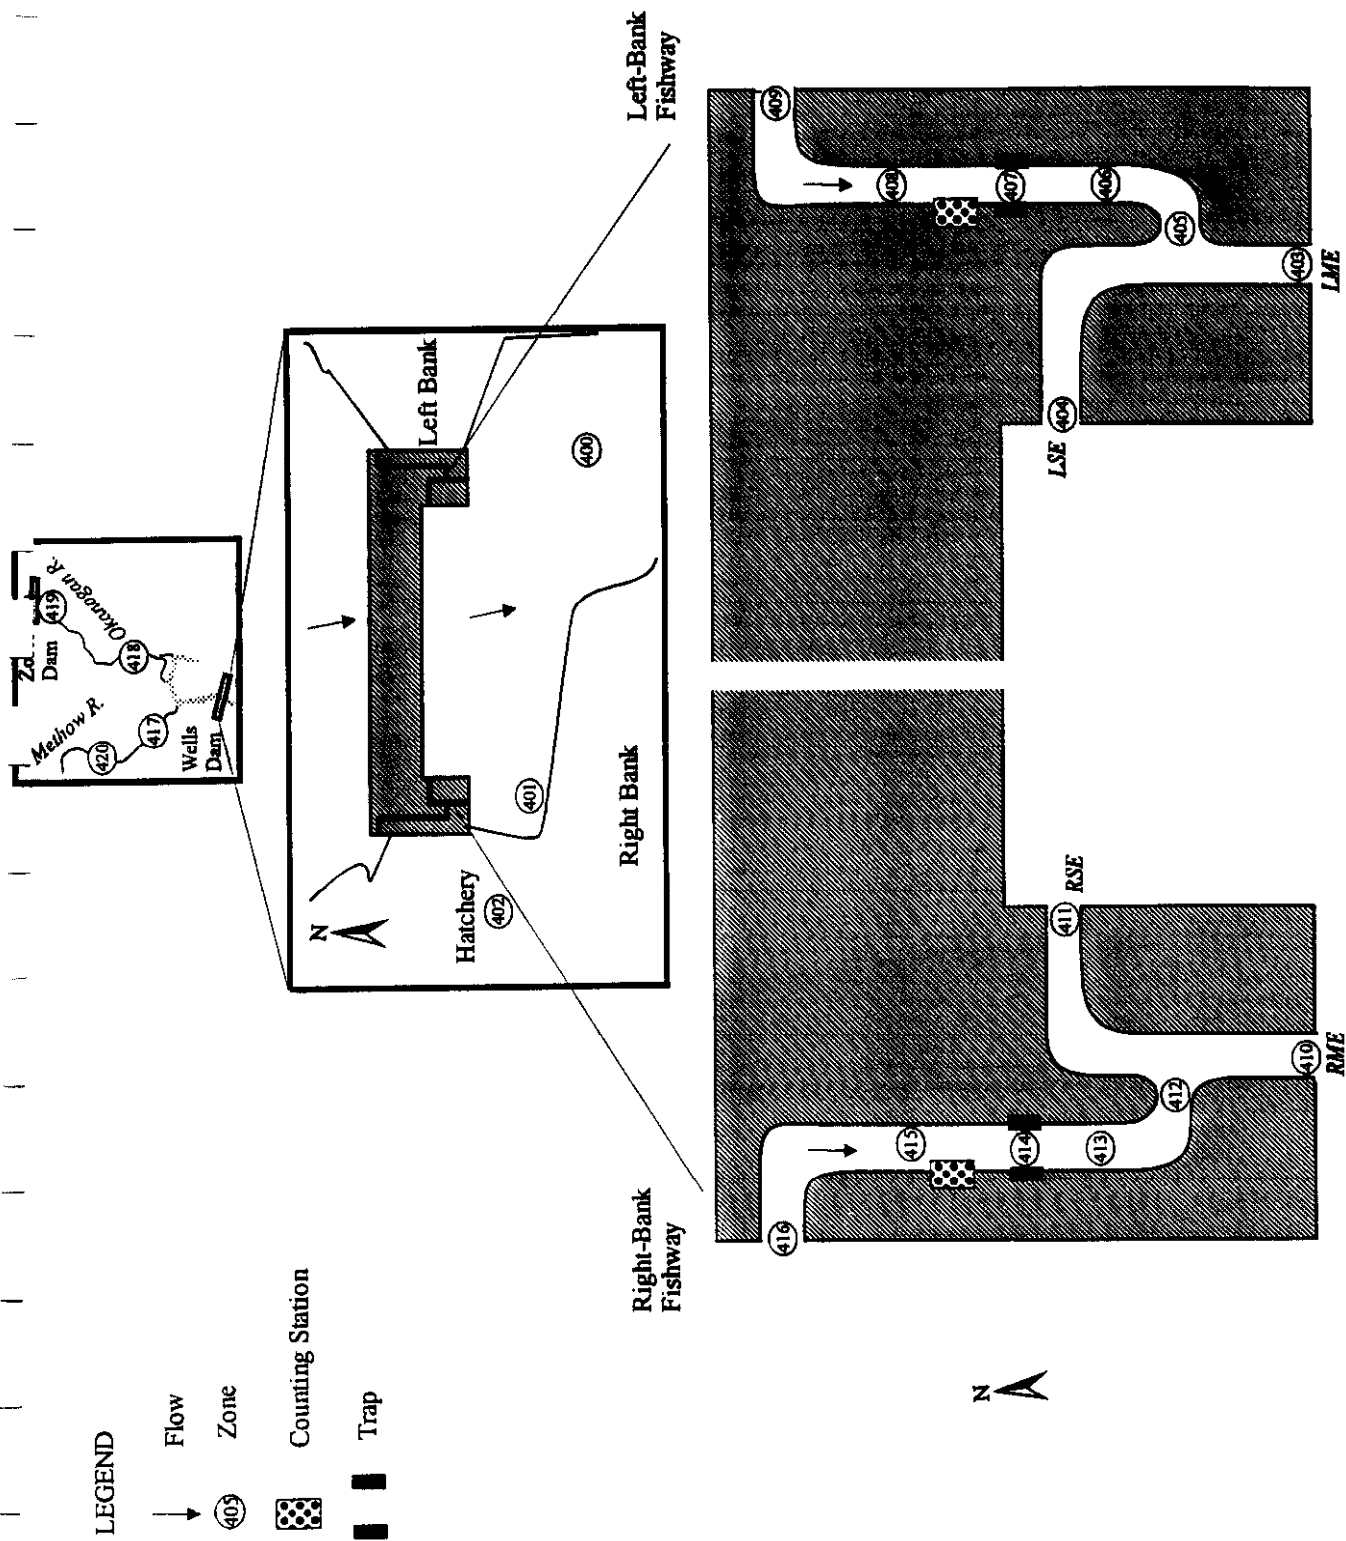 Methow R.
Okanogan R.
Dam
419
418
417
420
Wells
Dam
N
Left Bank
400
401
Hatchery
402
Right Bank
Left-Bank
Fishway
Right-Bank
Fishway
409
408
407
406
405
404
LSE
403
LME
411
RSE
410
RME
412
413
414
415
416
N
LEGEND
Flow
405
Zone
Counting Station
Trap